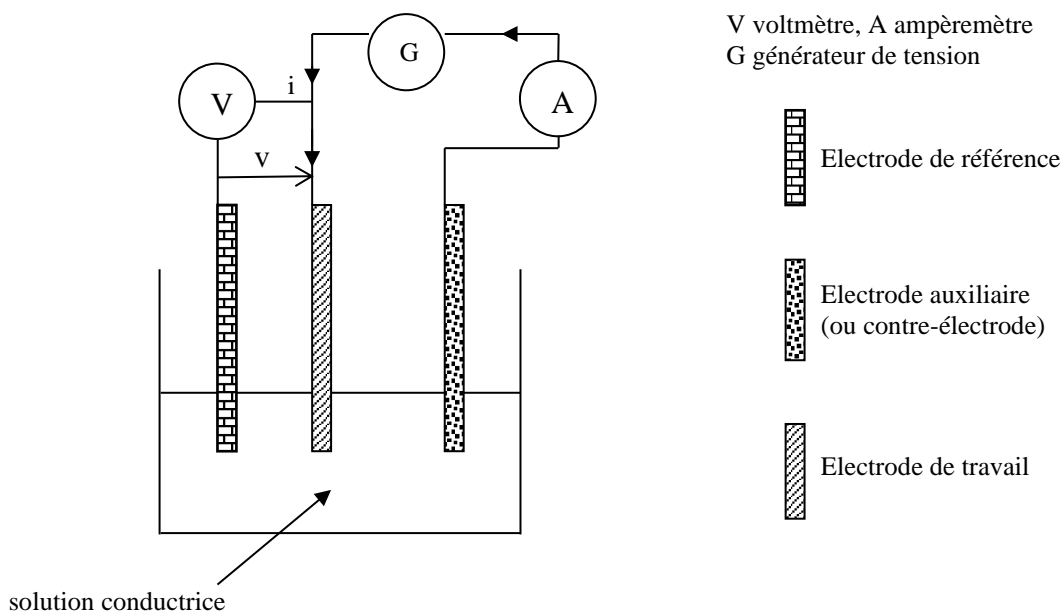 V voltmètre, A ampèremètre
G générateur de tension
G
V
i
A
v
Electrode de référence
Electrode auxiliaire
(ou contre-électrode)
Electrode de travail
solution conductrice